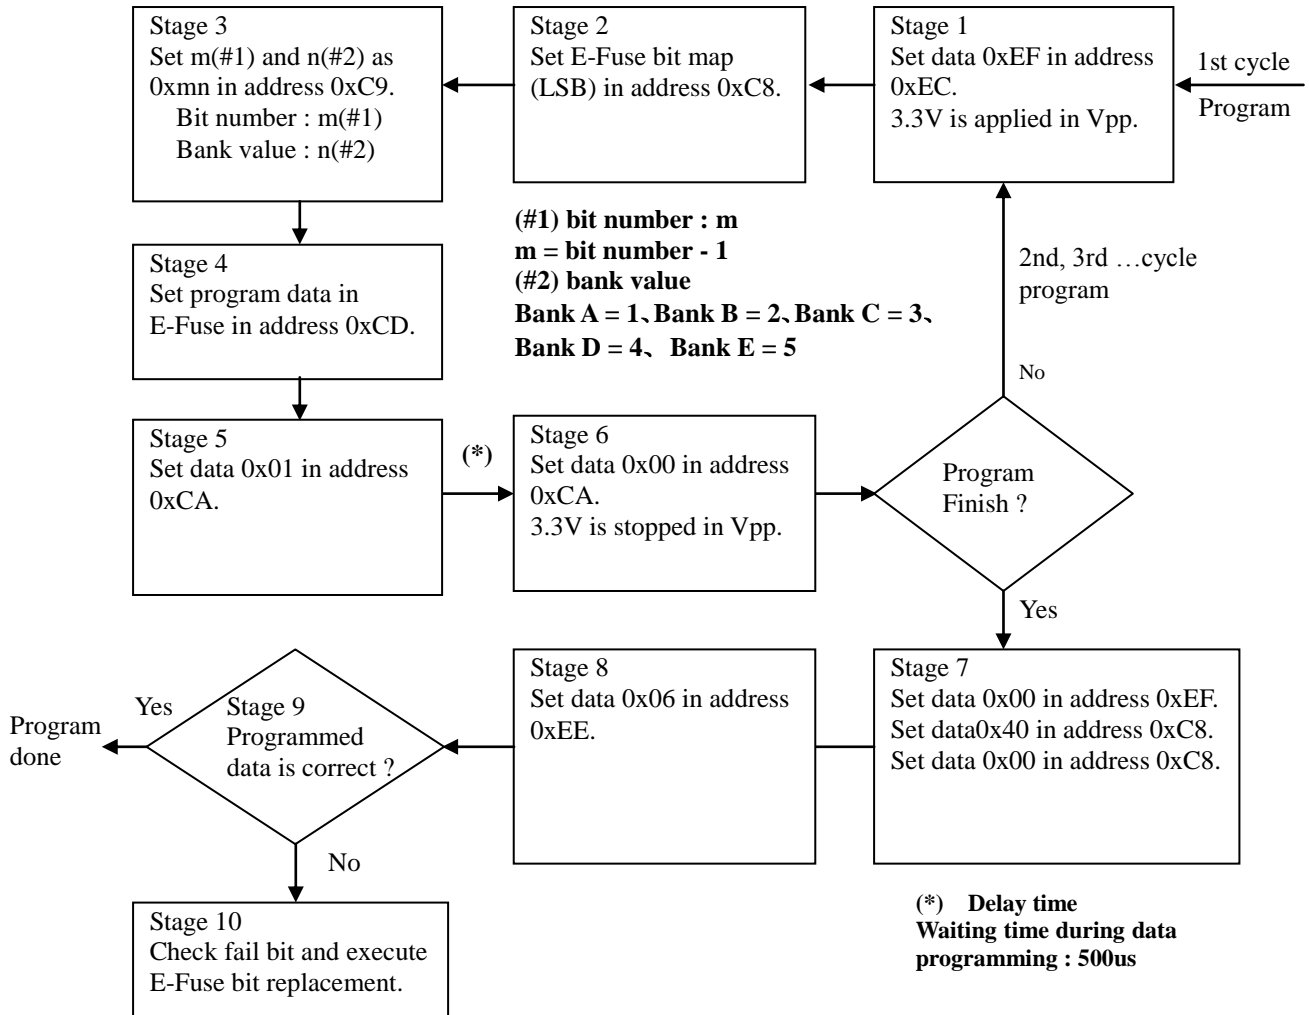 Stage 1
Set data 0xEF in address
0xEC.
3.3V is applied in Vpp.
1st cycle
Program
Stage 2
Set E-Fuse bit map
(LSB) in address 0xC8.
Stage 3
Set m(#1) and n(#2) as
0xmn in address 0xC9.
Bit number : m(#1)
Bank value : n(#2)
(#1) bit number : m
m = bit number - 1
(#2) bank value
Bank A = 1、Bank B = 2、Bank C = 3、
Bank D = 4、 Bank E = 5
2nd, 3rd …cycle
program
Stage 4
Set program data in
E-Fuse in address 0xCD.
Stage 5
Set data 0x01 in address
0xCA.
(*)
Stage 6
Set data 0x00 in address
0xCA.
3.3V is stopped in Vpp.
No
Program
Finish ?
Yes
Stage 7
Set data 0x00 in address 0xEF.
Set data0x40 in address 0xC8.
Set data 0x00 in address 0xC8.
Stage 8
Set data 0x06 in address
0xEE.
Stage 9
Programmed
data is correct ?
Yes
Program
done
No
Stage 10
Check fail bit and execute
E-Fuse bit replacement.
(*) Delay time
Waiting time during data
programming : 500us